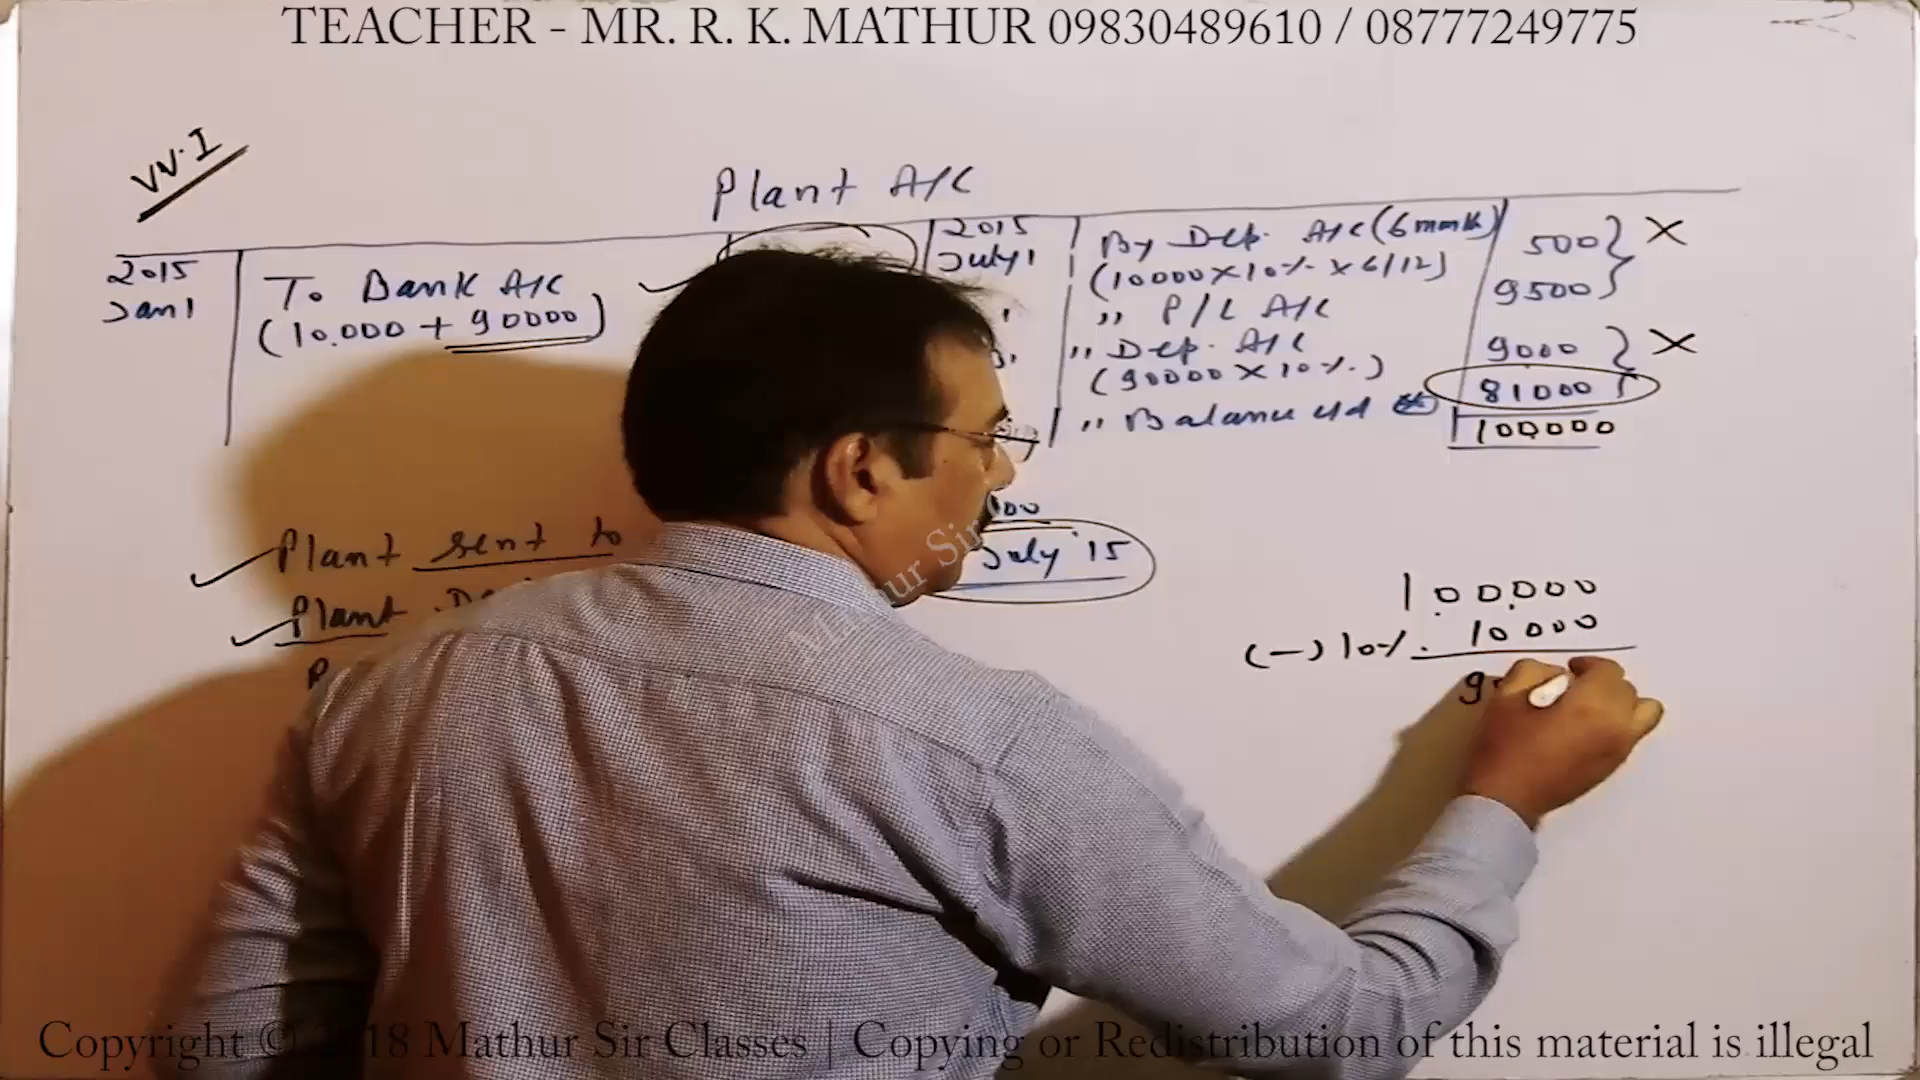 TEACHER - MR. R. K. MATHUR 09830489610 / 08777249775
VV.I
Plant A/C
2015
Jan 1
To Bank A/C
(10,000 + 90000)
2015
July 1
By Dep. A/C (6 month)
(10000 X 10% X 6/12)
500
9500
X
,, P/L A/C
,, Dep. A/C
(90000 X 10%.)
9000
X
,, Balance c/d
81000
100000
Plant sent to
July '15
Plant
100,000
(-) 10%. 10000
Mathur Sir
Copyright © 2018 Mathur Sir Classes | Copying or Redistribution of this material is illegal